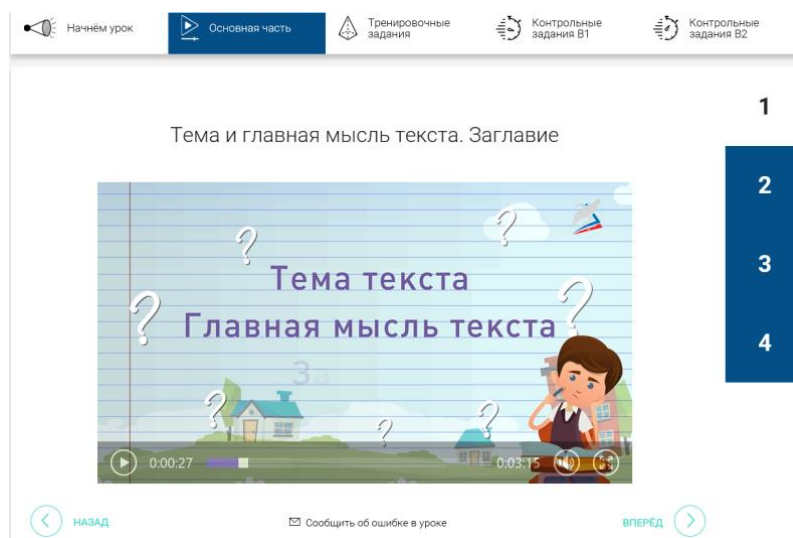 Начнём урок
Основная часть
Тренировочные
задания
Контрольные
задания В1
Контрольные
задания В2
1
Тема и главная мысль текста. Заглавие
2
3
4
Тема текста
Главная мысль текста
За
0:00:27
0:03:15
НАЗАД
Сообщить об ошибке в уроке
ВПЕРЁД